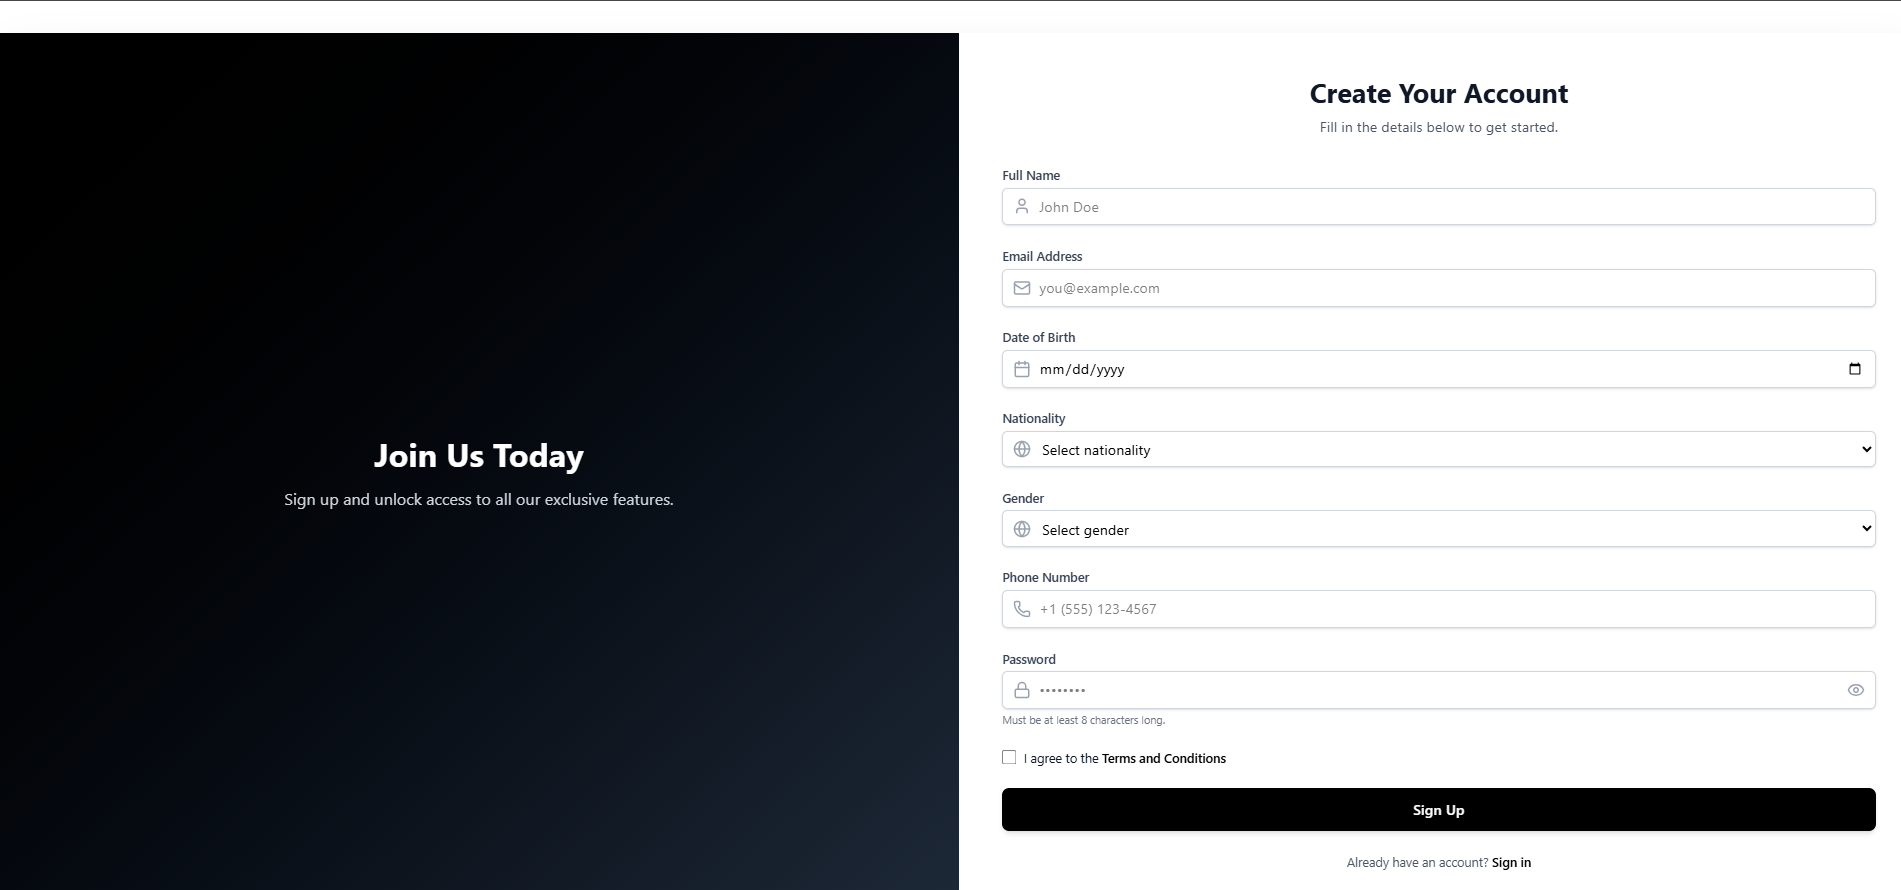 Join Us Today
Sign up and unlock access to all our exclusive features.
Create Your Account
Fill in the details below to get started.
Full Name
John Doe
Email Address
you@example.com
Date of Birth
mm/dd/yyyy
Nationality
Select nationality
Gender
Select gender
Phone Number
+1 (555) 123-4567
Password
••••••••
Must be at least 8 characters long.
I agree to the Terms and Conditions
Sign Up
Already have an account? Sign in